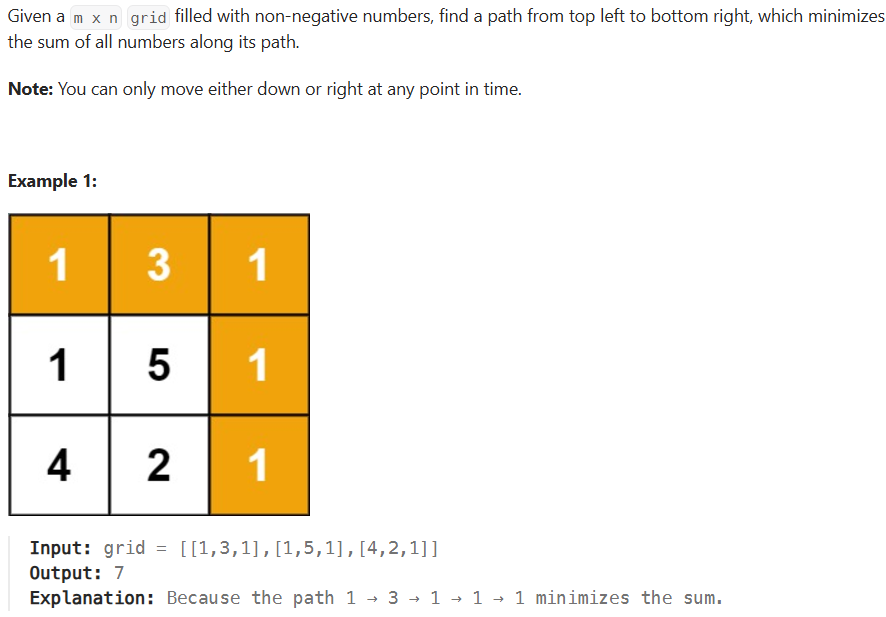 Given a m x n grid filled with non-negative numbers, find a path from top left to bottom right, which minimizes
the sum of all numbers along its path.
Note: You can only move either down or right at any point in time.
Example 1:
1 3 1
1 5 1
4 2 1
Input: grid = [[1,3,1],[1,5,1],[4,2,1]]
Output: 7
Explanation: Because the path 1 → 3 → 1 → 1 → 1 minimizes the sum.